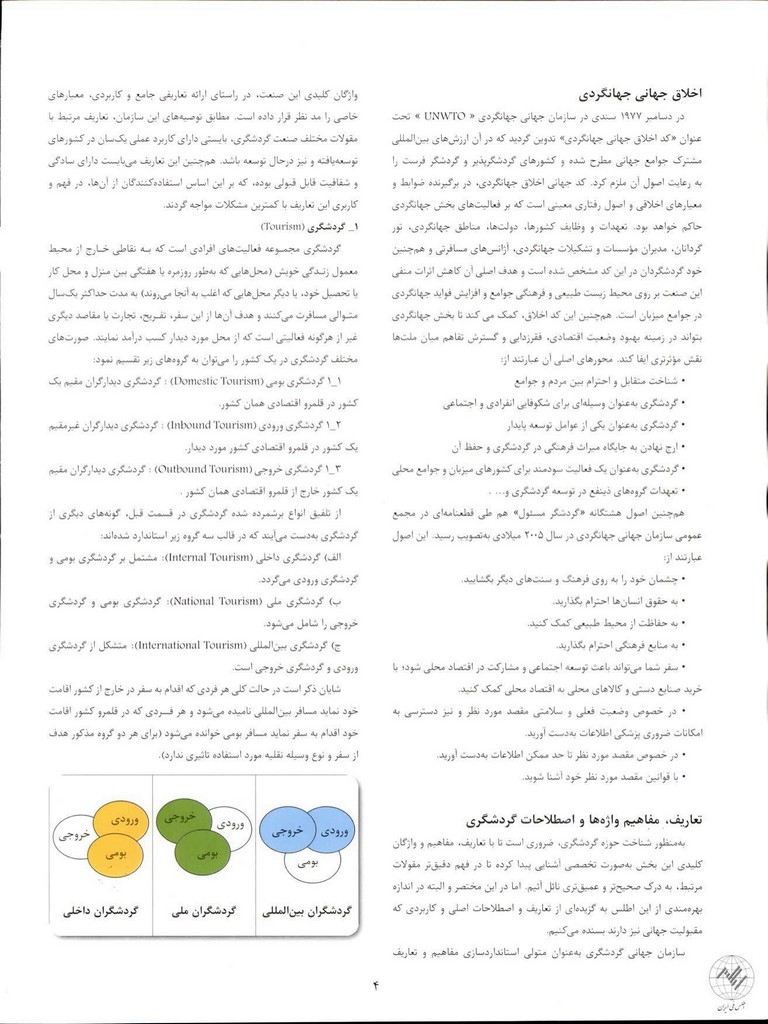 اخلاق جهانی جهانگردی
در دسامبر ۱۹۷۷ سندی در سازمان جهانی جهانگردی « UNWTO » تحت
عنوان «کد اخلاق جهانی جهانگردی» تدوین گردید که در آن ارزش‌های بین‌المللی
مشترک جوامع جهانی مطرح شده و کشورهای گردشگرپذیر و گردشگر فرست را
به رعایت اصول آن ملزم کرد. کد جهانی اخلاق جهانگردی، در برگیرنده ضوابط و
معیارهای اخلاقی و اصول رفتاری معینی است که بر فعالیت‌های بخش جهانگردی
حاکم خواهد بود. تعهدات و وظایف کشورها، دولت‌ها، مناطق جهانگردی، تور
گردانان، مدیران مؤسسات و تشکیلات جهانگردی، آژانس‌های مسافرتی و همچنین
خود گردشگران در این کد مشخص شده است و هدف اصلی آن کاهش اثرات منفی
این صنعت بر روی محیط زیست طبیعی و فرهنگی جوامع و افزایش فواید جهانگردی
در جوامع میزبان است. همچنین این کد اخلاق، کمک می کند تا بخش جهانگردی
بتواند در زمینه بهبود وضعیت اقتصادی، فقرزدایی و گسترش تفاهم میان ملت‌ها
نقش مؤثرتری ایفا کند. محورهای اصلی آن عبارتند از:
• شناخت متقابل و احترام بین مردم و جوامع
• گردشگری به‌عنوان وسیله‌ای برای شکوفایی انفرادی و اجتماعی
• گردشگری به‌عنوان یکی از عوامل توسعه پایدار
• ارج نهادن به جایگاه میراث فرهنگی در گردشگری و حفظ آن
• گردشگری به‌عنوان یک فعالیت سودمند برای کشورهای میزبان و جوامع محلی
• تعهدات گروه‌های ذینفع در توسعه گردشگری و... .
همچنین اصول هشتگانه «گردشگر مسئول» هم طی قطعنامه‌ای در مجمع
عمومی سازمان جهانی جهانگردی در سال ۲۰۰۵ میلادی به‌تصویب رسید. این اصول
عبارتند از:
• چشمان خود را به روی فرهنگ و سنت‌های دیگر بگشایید.
• به حقوق انسان‌ها احترام بگذارید.
• به حفاظت از محیط طبیعی کمک کنید.
• به منابع فرهنگی احترام بگذارید.
• سفر شما می‌تواند باعث توسعه اجتماعی و مشارکت در اقتصاد محلی شود؛ با
خرید صنایع دستی و کالاهای محلی به اقتصاد محلی کمک کنید.
• در خصوص وضعیت فعلی و سلامتی مقصد مورد نظر و نیز دسترسی به
امکانات ضروری پزشکی اطلاعات به‌دست آورید.
• در خصوص مقصد مورد نظر تا حد ممکن اطلاعات به‌دست آورید.
• با قوانین مقصد مورد نظر خود آشنا شوید.
تعاریف، مفاهیم واژه‌ها و اصطلاحات گردشگری
به‌منظور شناخت حوزه گردشگری، ضروری است تا با تعاریف، مفاهیم و واژگان
کلیدی این بخش به‌صورت تخصصی آشنایی پیدا کرده تا در فهم دقیق‌تر مقولات
مرتبط، به درک صحیح‌تر و عمیق‌تری نائل آئیم. اما در این مختصر و البته در اندازه
بهره‌مندی از این اطلس به گزیده‌ای از تعاریف و اصطلاحات اصلی و کاربردی که
مقبولیت جهانی نیز دارند بسنده می‌کنیم.
سازمان جهانی گردشگری به‌عنوان متولی استانداردسازی مفاهیم و تعاریف
واژگان کلیدی این صنعت، در راستای ارائه تعاریفی جامع و کاربردی، معیارهای
خاصی را مد نظر قرار داده است. مطابق توصیه‌های این سازمان، تعاریف مرتبط با
مقولات مختلف صنعت گردشگری، بایستی دارای کاربرد عملی یکسان در کشورهای
توسعه‌یافته و نیز درحال توسعه باشد. همچنین این تعاریف می‌بایست دارای سادگی
و شفافیت قابل قبولی بوده، که بر این اساس استفاده‌کنندگان از آن‌ها، در فهم و
کاربری این تعاریف با کمترین مشکلات مواجه گردند.
۱_ گردشگری (Tourism)
گردشگری مجموعه فعالیت‌های افرادی است که به نقاطی خارج از محیط
معمول زندگی خویش (محل‌هایی که به‌طور روزمره یا هفتگی بین منزل و محل کار
یا تحصیل خود، یا دیگر محل‌هایی که اغلب به آنجا می‌روند) به مدت حداکثر یک‌سال
متوالی مسافرت می‌کنند و هدف آن‌ها از این سفر، تفریح، تجارت یا مقاصد دیگری
غیر از هرگونه فعالیتی است که از محل مورد دیدار کسب درآمد نمایند. صورت‌های
مختلف گردشگری در یک کشور را می‌توان به گروه‌های زیر تقسیم نمود:
۱_۱ گردشگری بومی (Domestic Tourism) : گردشگری دیدارگران مقیم یک
کشور در قلمرو اقتصادی همان کشور.
۱_۲ گردشگری ورودی (Inbound Tourism) : گردشگری دیدارگران غیرمقیم
یک کشور در قلمرو اقتصادی کشور مورد دیدار.
۱_۳ گردشگری خروجی (Outbound Tourism) : گردشگری دیدارگران مقیم
یک کشور خارج از قلمرو اقتصادی همان کشور .
از تلفیق انواع برشمرده شده گردشگری در قسمت قبل، گونه‌های دیگری از
گردشگری به‌دست می‌آیند که در قالب سه گروه زیر استاندارد شده‌اند:
الف) گردشگری داخلی (Internal Tourism): مشتمل بر گردشگری بومی و
گردشگری ورودی می‌گردد.
ب) گردشگری ملی (National Tourism): گردشگری بومی و گردشگری
خروجی را شامل می‌شود.
ج) گردشگری بین‌المللی (International Tourism): متشکل از گردشگری
ورودی و گردشگری خروجی است.
شایان ذکر است در حالت کلی هر فردی که اقدام به سفر در خارج از کشور اقامت
خود نماید مسافر بین‌المللی نامیده می‌شود و هر فردی که در قلمرو کشور اقامت
خود اقدام به سفر نماید مسافر بومی خوانده می‌شود (برای هر دو گروه مذکور هدف
از سفر و نوع وسیله نقلیه مورد استفاده تاثیری ندارد).
ورودی
خروجی
بومی
گردشگران بین‌المللی
ورودی
خروجی
بومی
گردشگران ملی
ورودی
خروجی
بومی
گردشگران داخلی
۴
اطلس ملی ایران